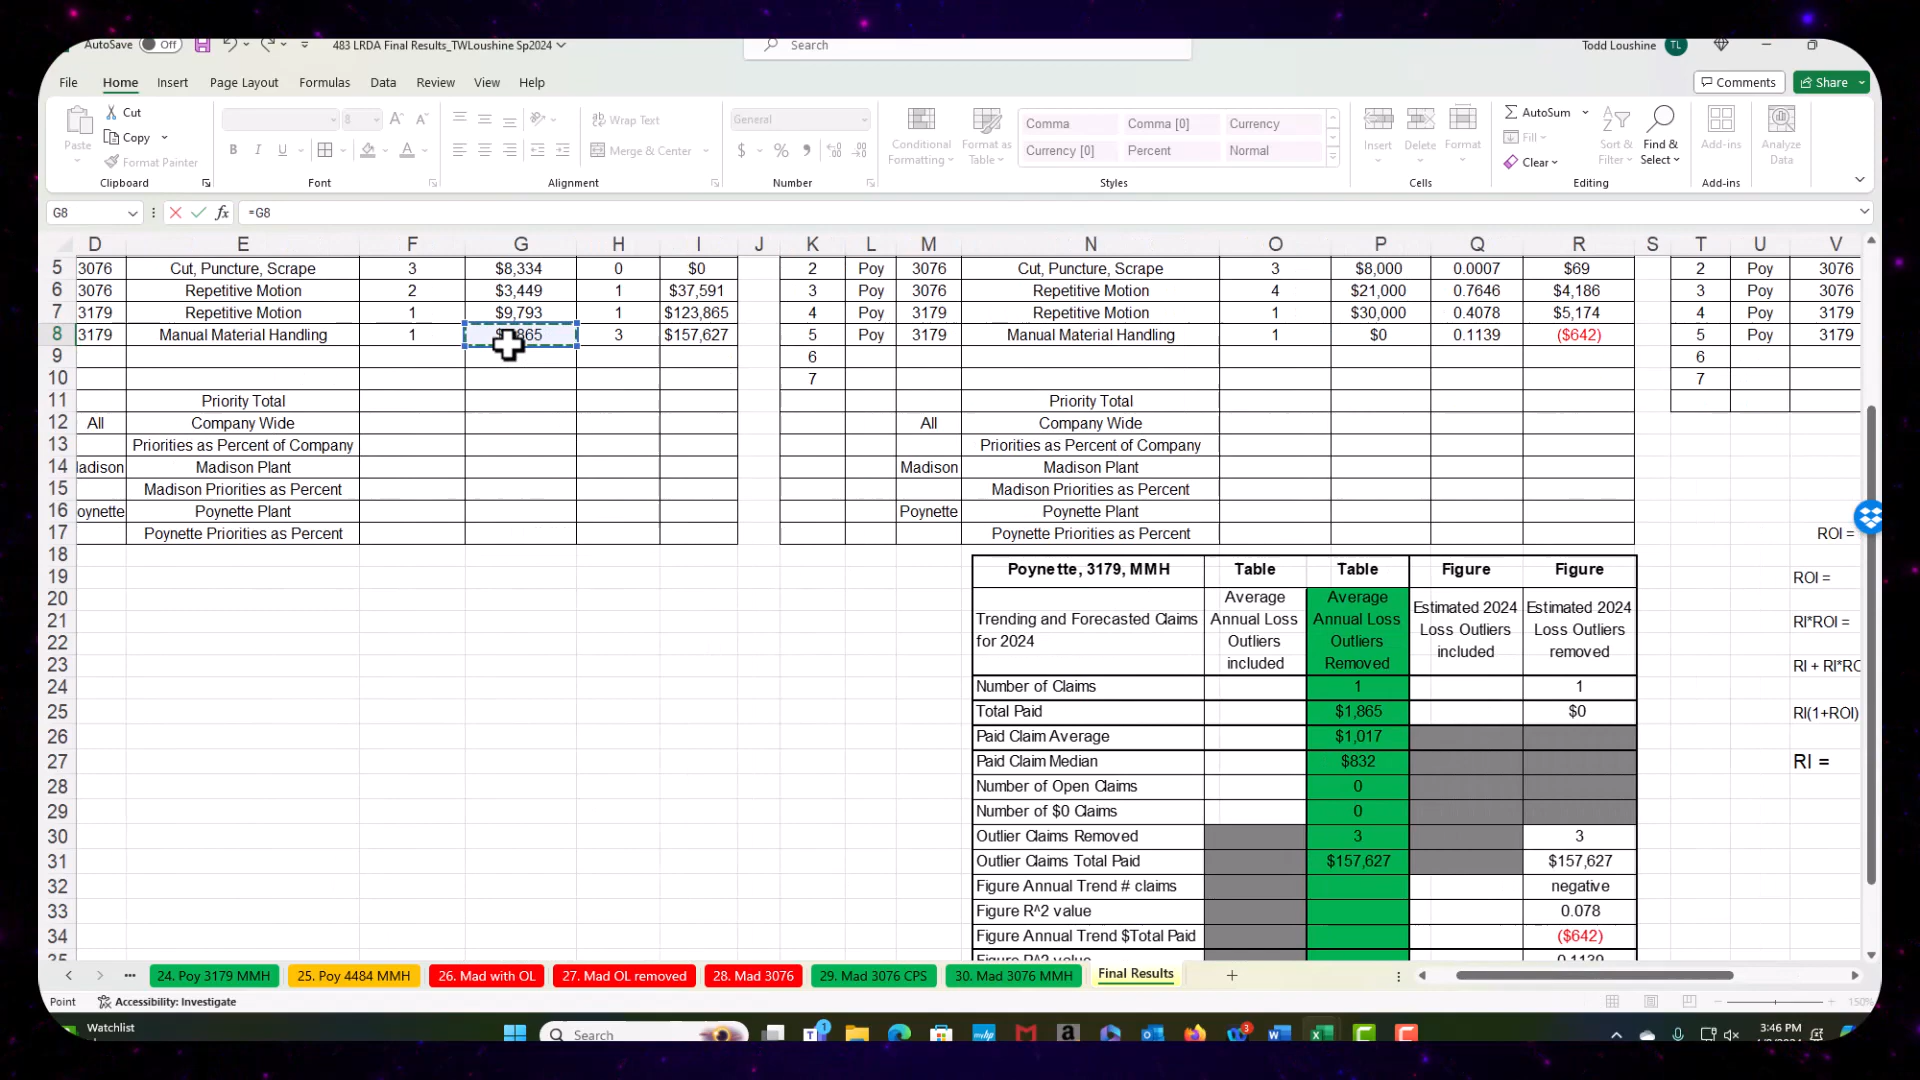 AutoSave Off 483 LRDA Final Results_TWLoushine Sp2024 Search Todd Loushine TL
File Home Insert Page Layout Formulas Data Review View Help Comments Share
Paste Cut Copy Format Painter
8 Wrap Text Merge & Center General
B I U $ %
Conditional Formatting Format as Table
Comma Comma [0] Currency
Currency [0] Percent Normal
Insert Delete Format
AutoSum Fill Clear Sort & Filter Find & Select
Add-ins Analyze Data
Clipboard Font Alignment Number Styles Cells Editing Add-ins
G8 fx =G8
D E F G H I J K L M N O P Q R S T U V
5 3076 Cut, Puncture, Scrape 3 $8,334 0 $0 2 Poy 3076 Cut, Puncture, Scrape 3 $8,000 0.0007 $69 2 Poy 3076
6 3076 Repetitive Motion 2 $3,449 1 $37,591 3 Poy 3076 Repetitive Motion 4 $21,000 0.7646 $4,186 3 Poy 3076
7 3179 Repetitive Motion 1 $9,793 1 $123,865 4 Poy 3179 Repetitive Motion 1 $30,000 0.4078 $5,174 4 Poy 3179
8 3179 Manual Material Handling 1 865 3 $157,627 5 Poy 3179 Manual Material Handling 1 $0 0.1139 ($642) 5 Poy 3179
9 6 6
10 7 7
11 Priority Total Priority Total
12 All Company Wide All Company Wide
13 Priorities as Percent of Company Priorities as Percent of Company
14 adison Madison Plant Madison Madison Plant
15 Madison Priorities as Percent Madison Priorities as Percent
16 oynette Poynette Plant Poynette Poynette Plant
17 Poynette Priorities as Percent Poynette Priorities as Percent ROI =
18
19 Poynette, 3179, MMH Table Table Figure Figure ROI =
20 Average Average
21 Trending and Forecasted Claims Annual Loss Annual Loss Estimated 2024 Estimated 2024 RI*ROI =
22 for 2024 Outliers Outliers Loss Outliers Loss Outliers
23 included Removed included removed RI + RI*RO
24 Number of Claims 1 1
25 Total Paid $1,865 $0 RI(1+ROI)
26 Paid Claim Average $1,017
27 Paid Claim Median $832 RI =
28 Number of Open Claims 0
29 Number of $0 Claims 0
30 Outlier Claims Removed 3 3
31 Outlier Claims Total Paid $157,627 $157,627
32 Figure Annual Trend # claims negative
33 Figure R^2 value 0.078
34 Figure Annual Trend $Total Paid ($642)
35 Figure R^2 value 0.1139
24. Poy 3179 MMH 25. Poy 4484 MMH 26. Mad with OL 27. Mad OL removed 28. Mad 3076 29. Mad 3076 CPS 30. Mad 3076 MMH Final Results
Point Accessibility: Investigate 150%
Watchlist Search 3:46 PM